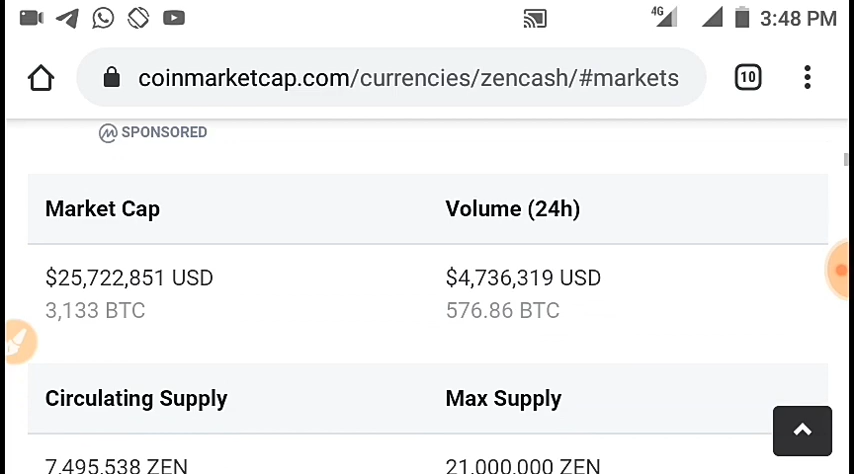 4G 3:48 PM
coinmarketcap.com/currencies/zencash/#markets 10
SPONSORED
Market Cap Volume (24h)
$25,722,851 USD $4,736,319 USD
3,133 BTC 576.86 BTC
Circulating Supply Max Supply
7,495,538 ZEN 21,000,000 ZEN